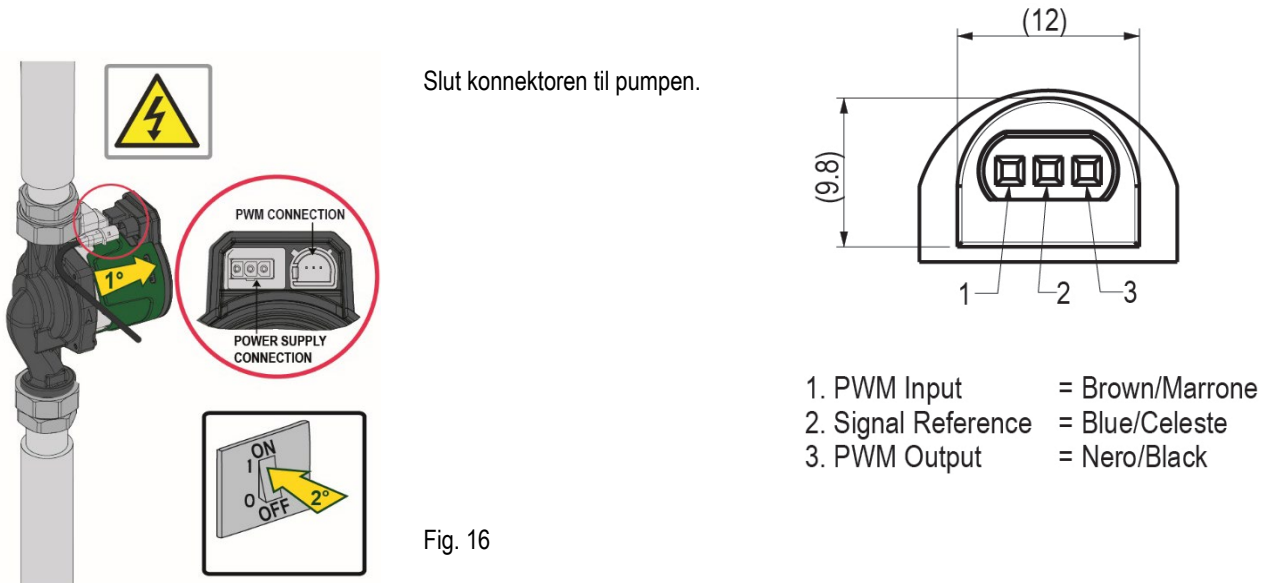 Slut konnektoren til pumpen.
1°
PWM CONNECTION
POWER SUPPLY
CONNECTION
ON
1
0
OFF
2°
Fig. 16
(12)
(9.8)
1
2
3
1. PWM Input = Brown/Marrone
2. Signal Reference = Blue/Celeste
3. PWM Output = Nero/Black